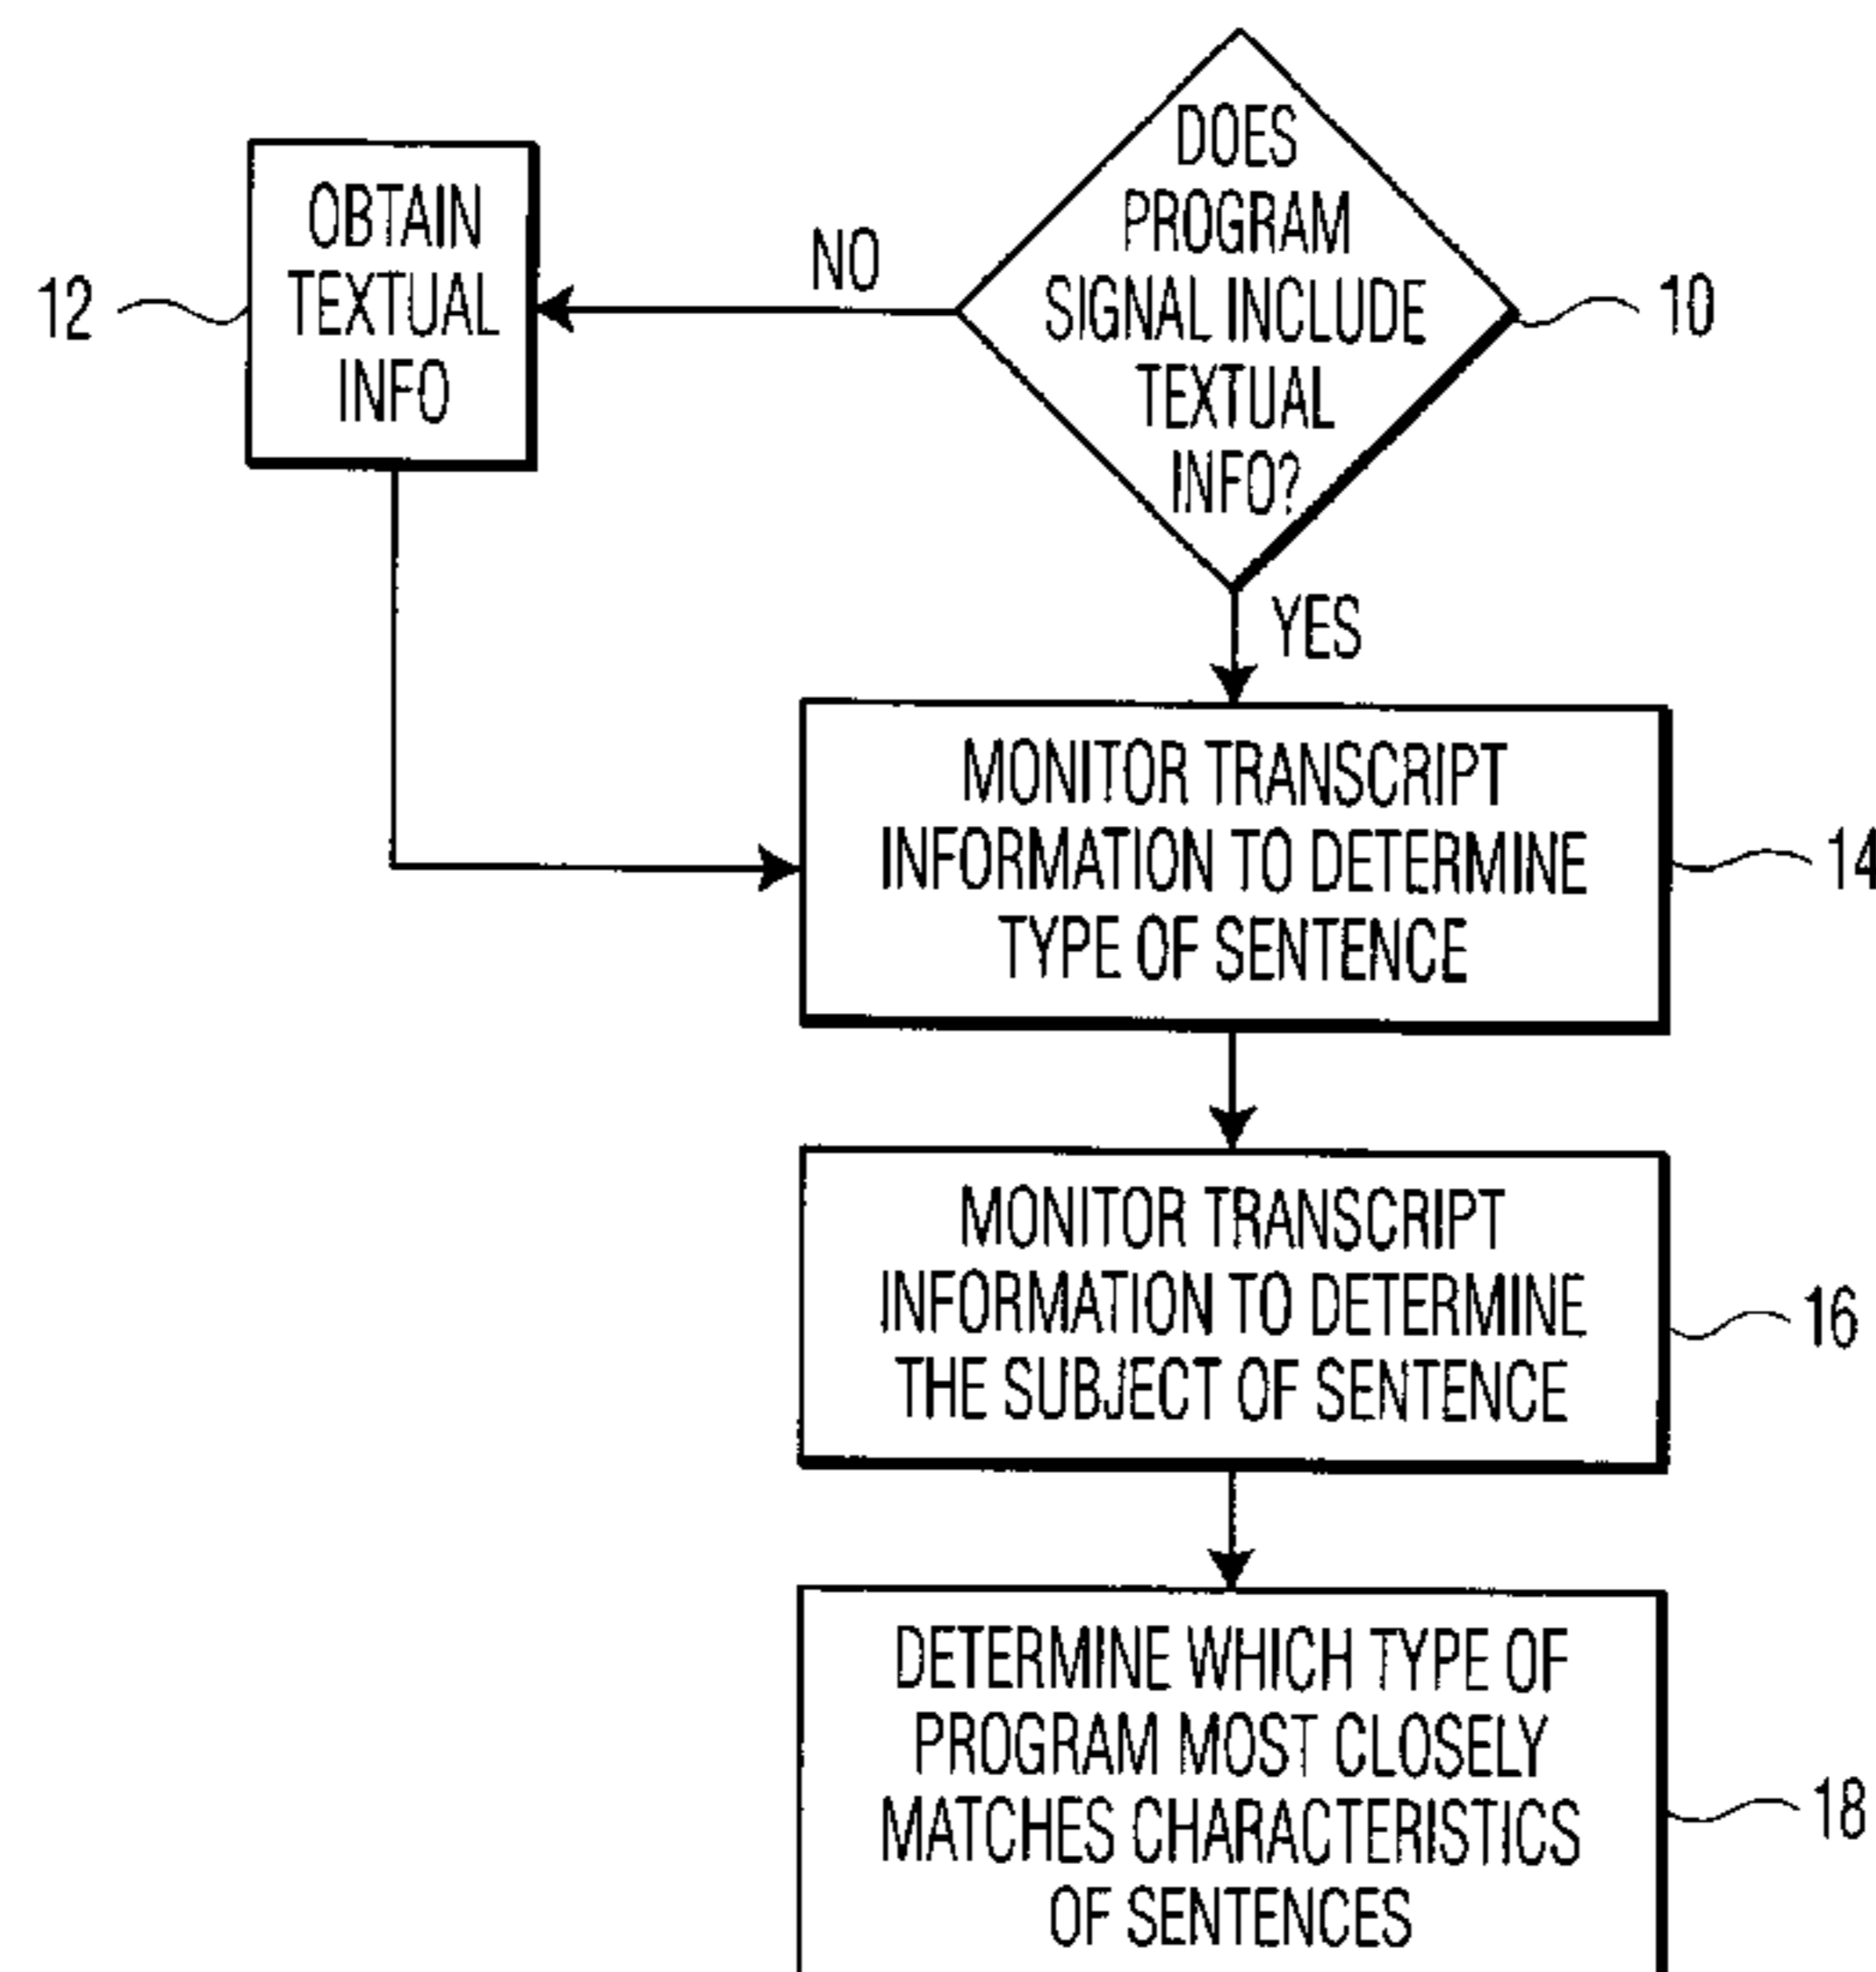 DOES
PROGRAM
SIGNAL INCLUDE
TEXTUAL
INFO?
10
NO
OBTAIN
TEXTUAL
INFO
12
YES
MONITOR TRANSCRIPT
INFORMATION TO DETERMINE
TYPE OF SENTENCE
14
MONITOR TRANSCRIPT
INFORMATION TO DETERMINE
THE SUBJECT OF SENTENCE
16
DETERMINE WHICH TYPE OF
PROGRAM MOST CLOSELY
MATCHES CHARACTERISTICS
OF SENTENCES
18